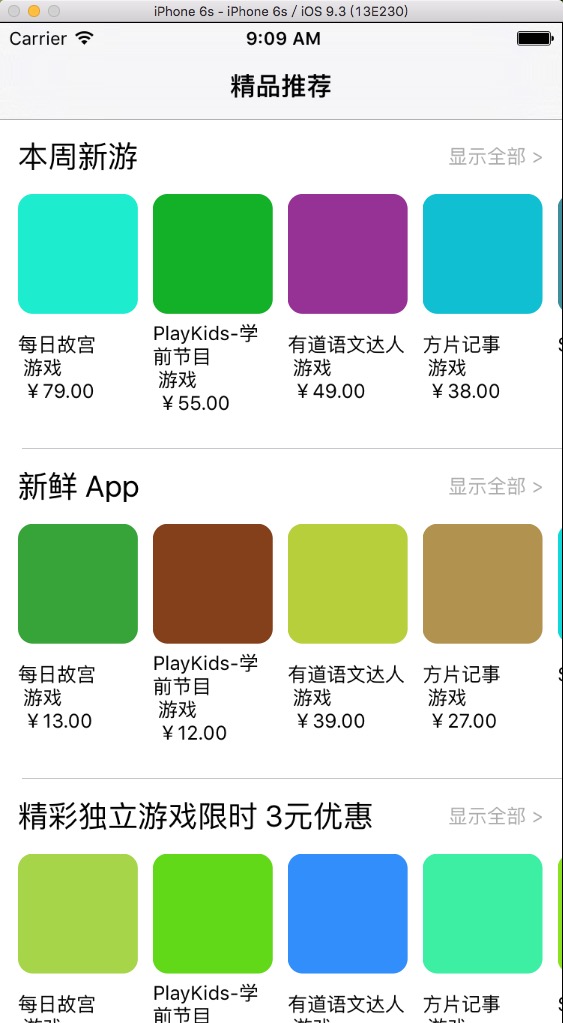 iPhone 6s - iPhone 6s / iOS 9.3 (13E230)
Carrier 9:09 AM
精品推荐
本周新游 显示全部 >
每日故宫
游戏
￥79.00
PlayKids-学
前节目
游戏
￥55.00
有道语文达人
游戏
￥49.00
方片记事
游戏
￥38.00
新鲜 App 显示全部 >
每日故宫
游戏
￥13.00
PlayKids-学
前节目
游戏
￥12.00
有道语文达人
游戏
￥39.00
方片记事
游戏
￥27.00
精彩独立游戏限时 3元优惠 显示全部 >
每日故宫
游戏
PlayKids-学
前节目
有道语文达人
游戏
方片记事
游戏